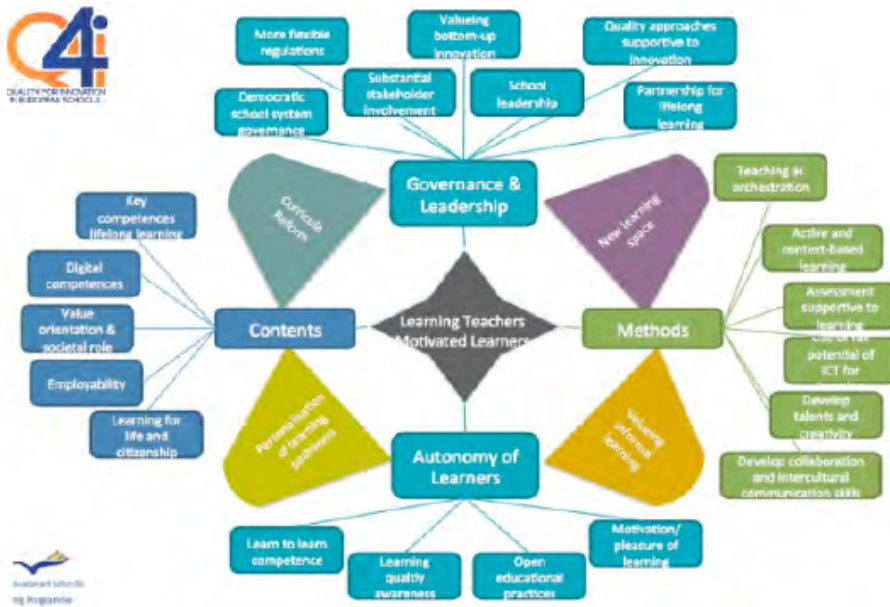 Q4i
QUALITY FOR INNOVATION
IN EUROPEAN SCHOOLS
More flexible
regulations
Valueing
bottom-up
innovation
Quality approaches
supportive to
innovation
Substantial
stakeholder
involvement
School
leadership
Democratic
school system
governance
Partnership for
lifelong
learning
Governance &
Leadership
Curricula
Reform
New learning
space
Teaching as
orchestration
Key
competences
lifelong learning
Active and
context-based
learning
Digital
competences
Assessment
supportive to
learning
Value
orientation &
societal role
Contents
Learning Teachers
Motivated Learners
Methods
potential of
ICT for
Employability
Develop
talents and
creativity
Learning for
life and
citizenship
Personalisation
of learning
pathways
Valueing
informal
learning
Develop collaboration
and intercultural
communication skills
Autonomy of
Learners
Learn to learn
competence
Learning
quality
awareness
Open
educational
practices
Motivation/
pleasure of
learning
Programme